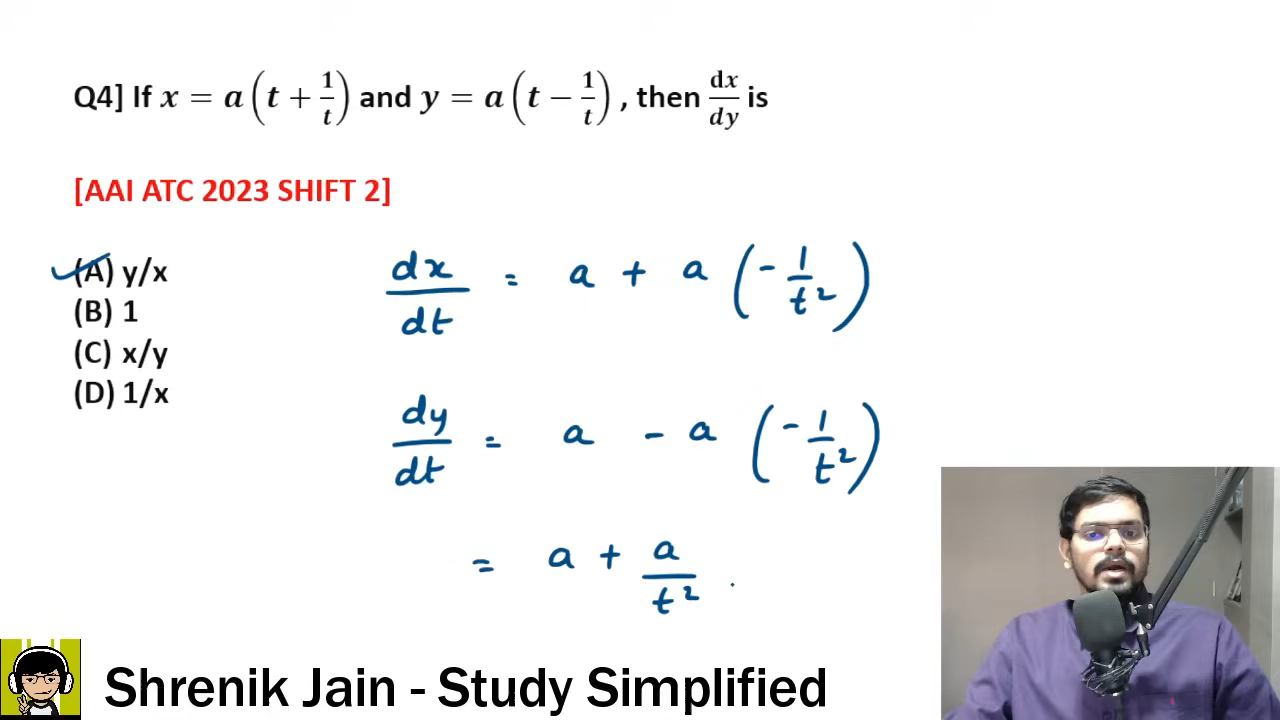 Q4] If x = a(t + 1/t) and y = a(t − 1/t) , then dx/dy is
[AAI ATC 2023 SHIFT 2]
(A) y/x
(B) 1
(C) x/y
(D) 1/x
dx/dt = a + a (-1/t²)
dy/dt = a - a (-1/t²)
= a + a/t²
Shrenik Jain - Study Simplified